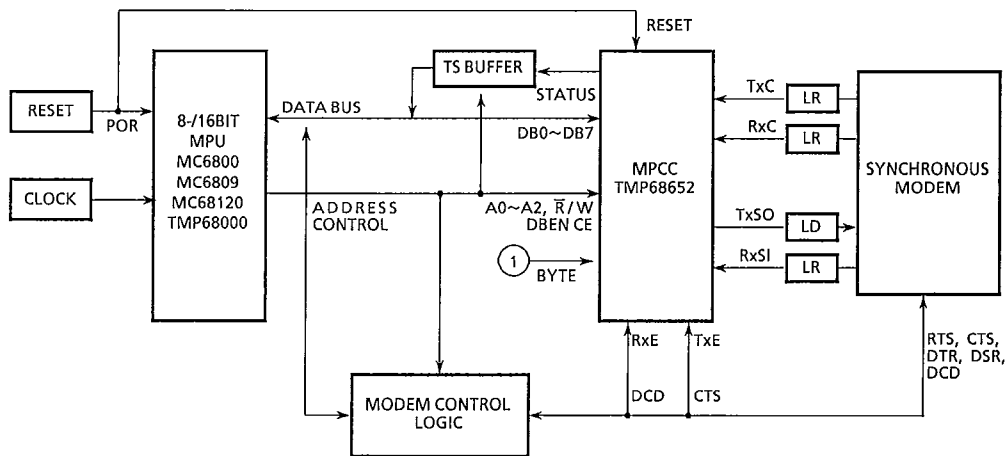 RESET
TS BUFFER
STATUS
TxC
LR
RESET
POR
8-/16BIT
MPU
MC6800
MC6809
MC68120
TMP68000
DATA BUS
DB0~DB7
MPCC
TMP68652
RxC
LR
SYNCHRONOUS
MODEM
CLOCK
ADDRESS
CONTROL
A0~A2, R̅/W
DBEN CE
TxSO
LD
1
BYTE
RxSI
LR
RxE
TxE
RTS, CTS,
DTR, DSR,
DCD
MODEM CONTROL
LOGIC
DCD
CTS